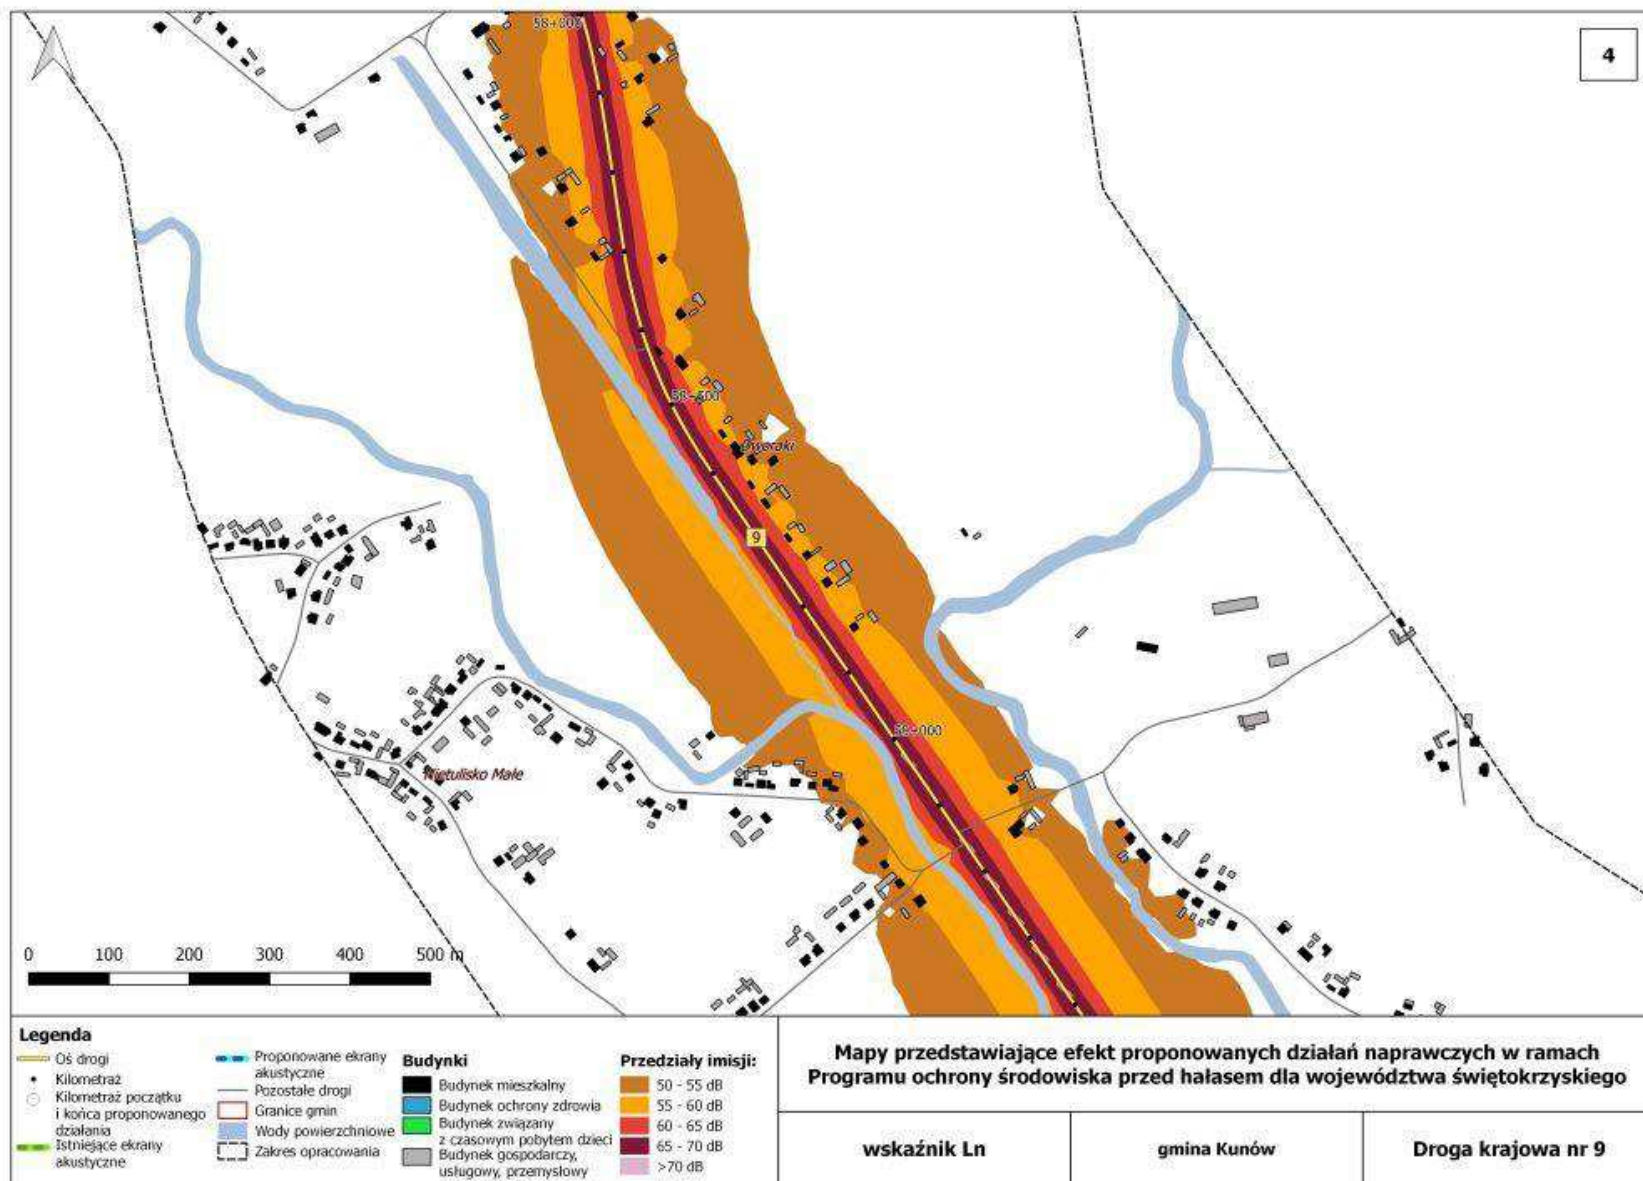 58+000
4
58+500
Dworaki
9
59+000
Nietulisko Małe
0 100 200 300 400 500 m
Legenda
Oś drogi
Kilometraż
Kilometraż początku
i końca proponowanego
działania
Istniejące ekrany
akustyczne
Proponowane ekrany
akustyczne
Pozostałe drogi
Granice gmin
Wody powierzchniowe
Zakres opracowania
Budynki
Budynek mieszkalny
Budynek ochrony zdrowia
Budynek związany
z czasowym pobytem dzieci
Budynek gospodarczy,
usługowy, przemysłowy
Przedziały imisji:
50 - 55 dB
55 - 60 dB
60 - 65 dB
65 - 70 dB
>70 dB
Mapy przedstawiające efekt proponowanych działań naprawczych w ramach
Programu ochrony środowiska przed hałasem dla województwa świętokrzyskiego
wskaźnik Ln
gmina Kunów
Droga krajowa nr 9